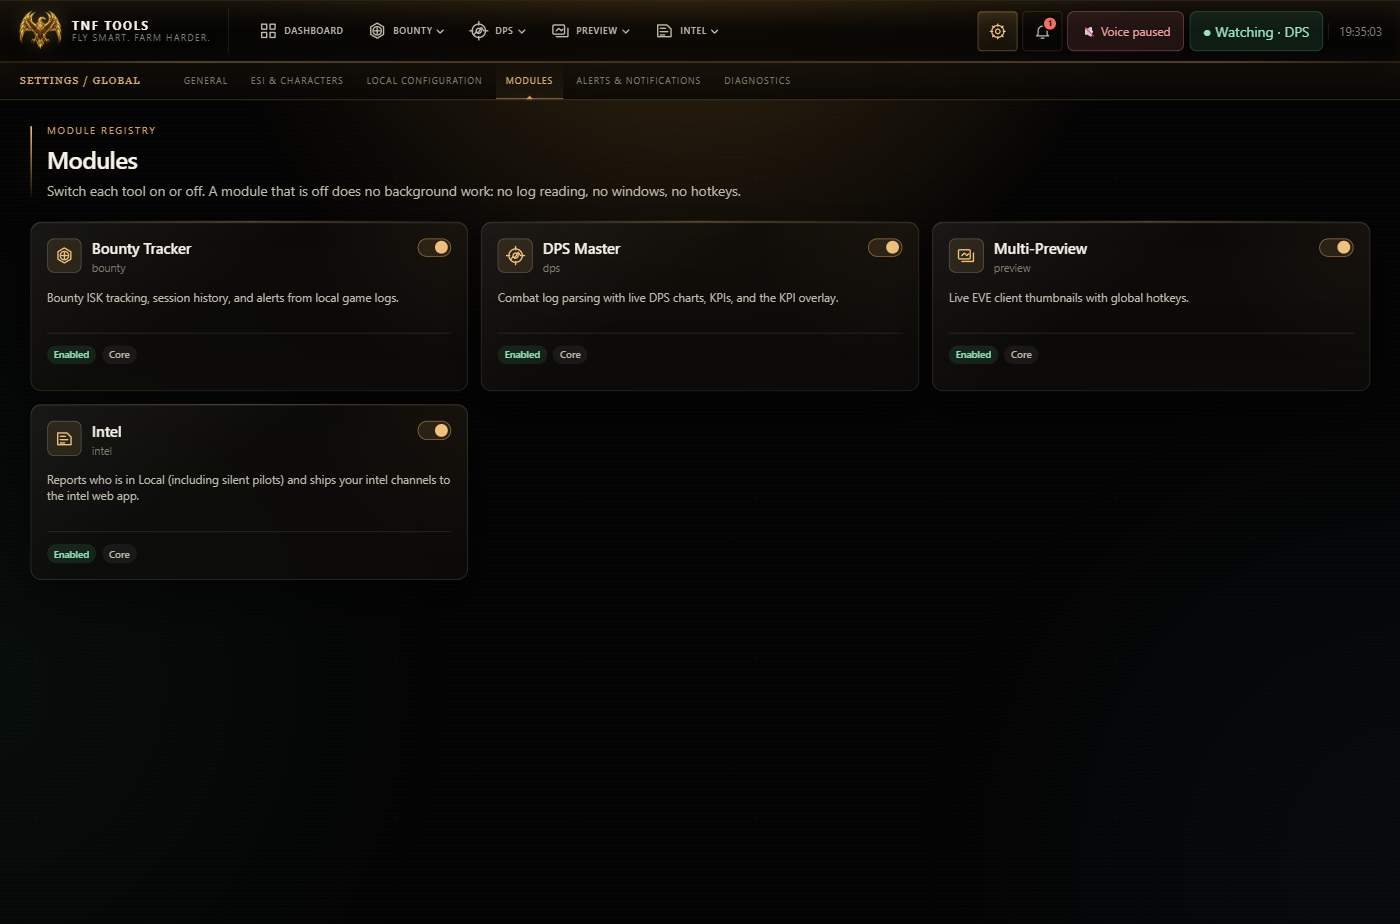 TNF TOOLS
FLY SMART. FARM HARDER.
DASHBOARD
BOUNTY
DPS
PREVIEW
INTEL
1
Voice paused
Watching · DPS
19:35:03
SETTINGS / GLOBAL
GENERAL
ESI & CHARACTERS
LOCAL CONFIGURATION
MODULES
ALERTS & NOTIFICATIONS
DIAGNOSTICS
MODULE REGISTRY
Modules
Switch each tool on or off. A module that is off does no background work: no log reading, no windows, no hotkeys.
Bounty Tracker
bounty
Bounty ISK tracking, session history, and alerts from local game logs.
Enabled
Core
DPS Master
dps
Combat log parsing with live DPS charts, KPIs, and the KPI overlay.
Enabled
Core
Multi-Preview
preview
Live EVE client thumbnails with global hotkeys.
Enabled
Core
Intel
intel
Reports who is in Local (including silent pilots) and ships your intel channels to
the intel web app.
Enabled
Core